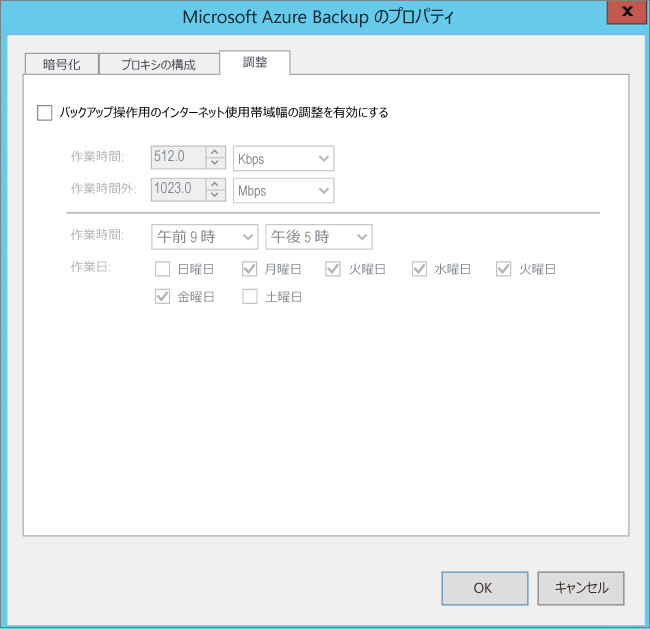 Microsoft Azure Backup のプロパティ
x
暗号化 プロキシの構成 調整
バックアップ操作用のインターネット使用帯域幅の調整を有効にする
作業時間: 512.0 Kbps
作業時間外: 1023.0 Mbps
作業時間: 午前 9 時 午後 5 時
作業日: 日曜日 月曜日 火曜日 水曜日 火曜日
金曜日 土曜日
OK キャンセル